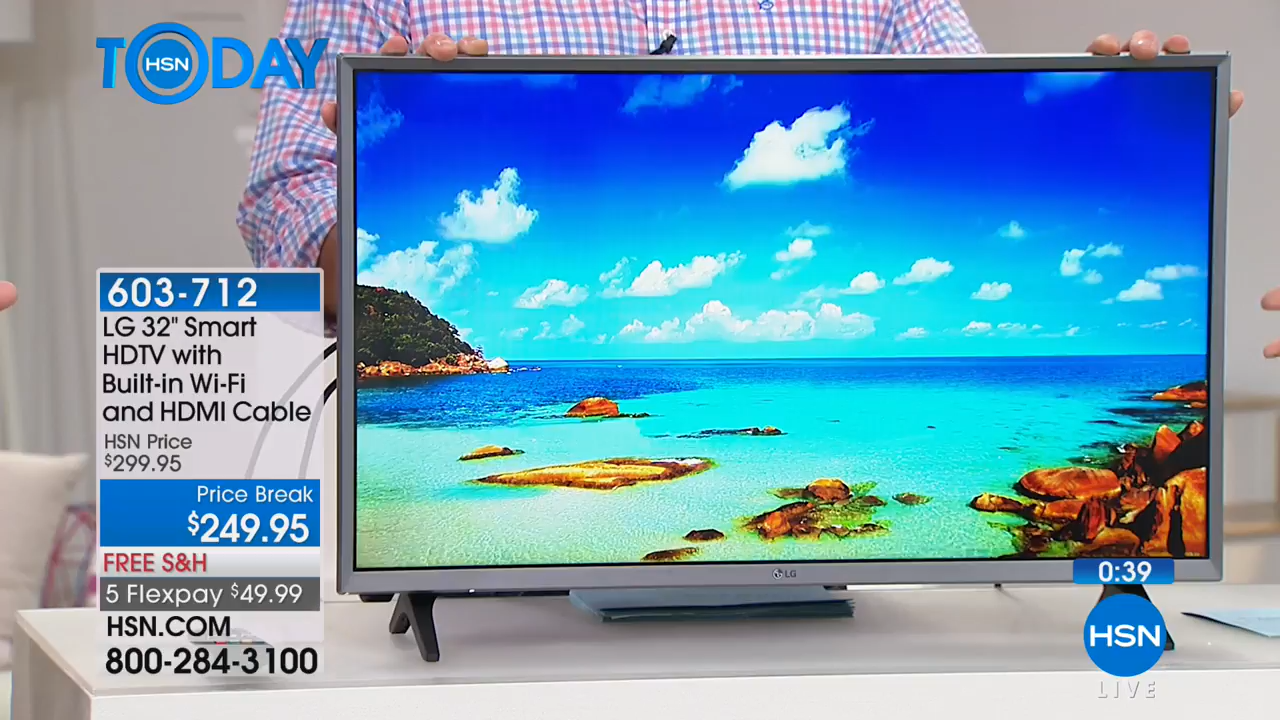 TODAY
HSN
603-712
LG 32" Smart
HDTV with
Built-in Wi-Fi
and HDMI Cable
HSN Price
$299.95
Price Break
$249.95
FREE S&H
5 Flexpay $49.99
HSN.COM
800-284-3100
LG
0:39
HSN
LIVE